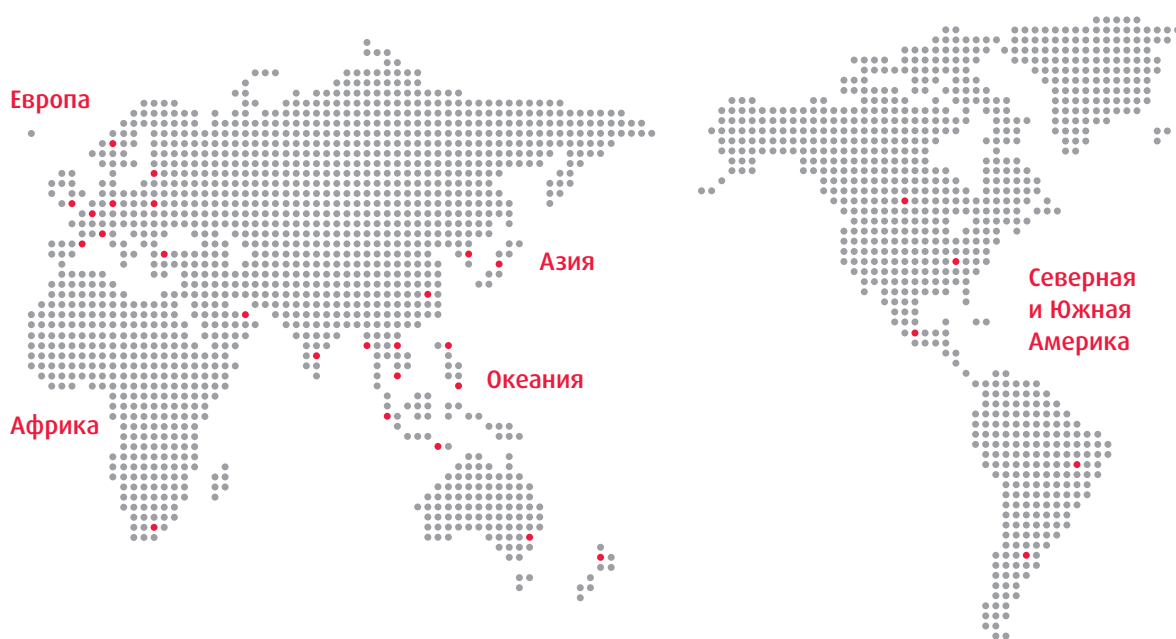 Европа
Азия
Северная
и Южная
Америка
Океания
Африка